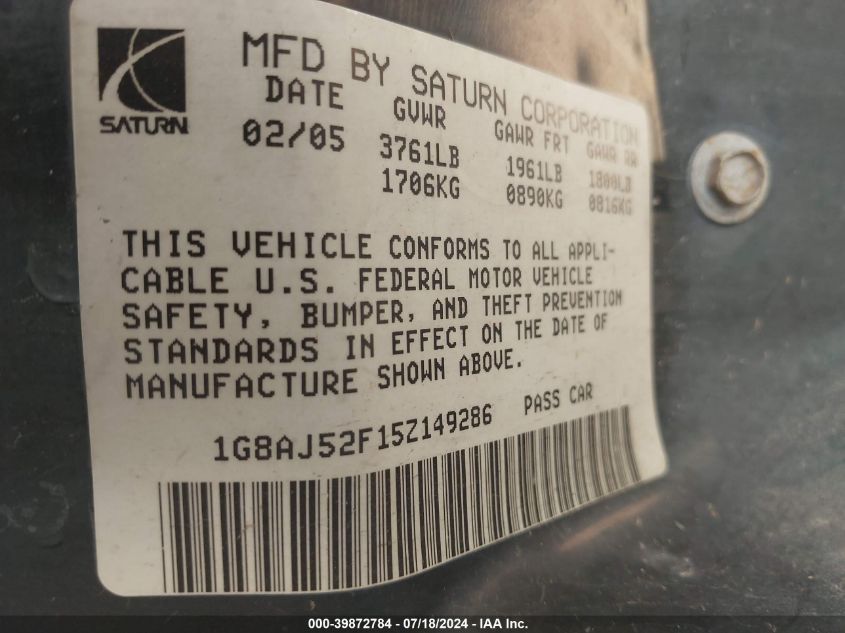 SATURN
MFD BY SATURN CORPORATION
DATE GVWR GAWR FRT GAWR RR
02/05 3761LB 1961LB 1800LB
1706KG 0890KG 0816KG
THIS VEHICLE CONFORMS TO ALL APPLI-
CABLE U.S. FEDERAL MOTOR VEHICLE
SAFETY, BUMPER, AND THEFT PREVENTION
STANDARDS IN EFFECT ON THE DATE OF
MANUFACTURE SHOWN ABOVE.
1G8AJ52F15Z149286 PASS CAR
000-39872784 - 07/18/2024 - IAA Inc.